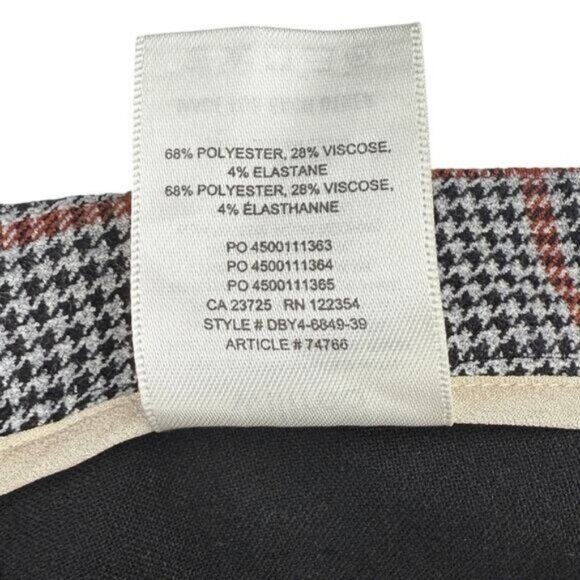 68% POLYESTER, 28% VISCOSE,
4% ELASTANE
68% POLYESTER, 28% VISCOSE,
4% ÉLASTHANNE
PO 4500111363
PO 4500111364
PO 4500111365
CA 23725 RN 122354
STYLE # DBY4-6849-39
ARTICLE # 74766